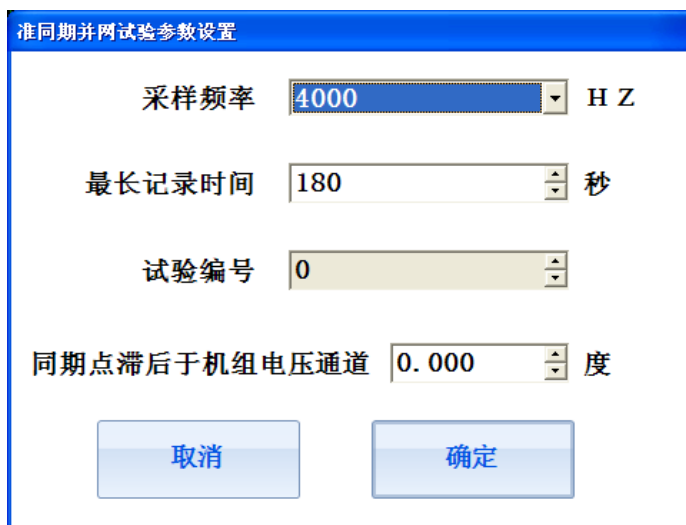 准同期并网试验参数设置
采样频率 4000 H Z
最长记录时间 180 秒
试验编号 0
同期点滞后于机组电压通道 0.000 度
取消 确定